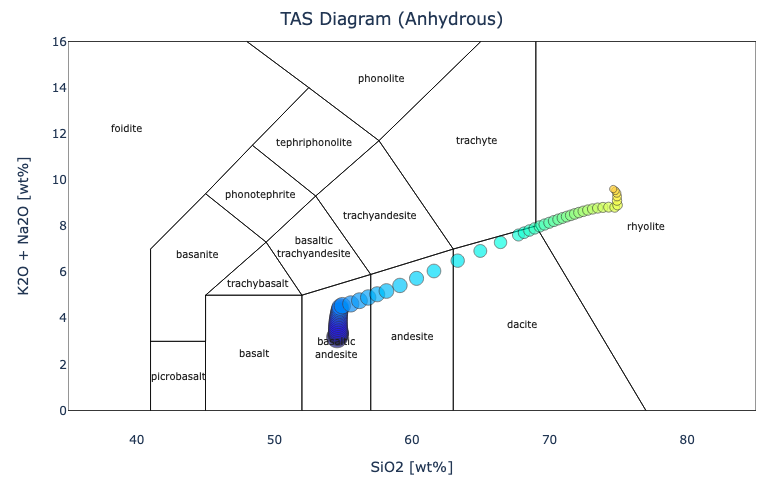 TAS Diagram (Anhydrous)
16
14
12
10
8
6
4
2
0
K2O + Na2O [wt%]
phonolite
foidite
tephriphonolite
trachyte
phonotephrite
trachyandesite
rhyolite
basanite
basaltic
trachyandesite
trachybasalt
dacite
andesite
basaltic
andesite
basalt
picrobasalt
40
50
60
70
80
SiO2 [wt%]